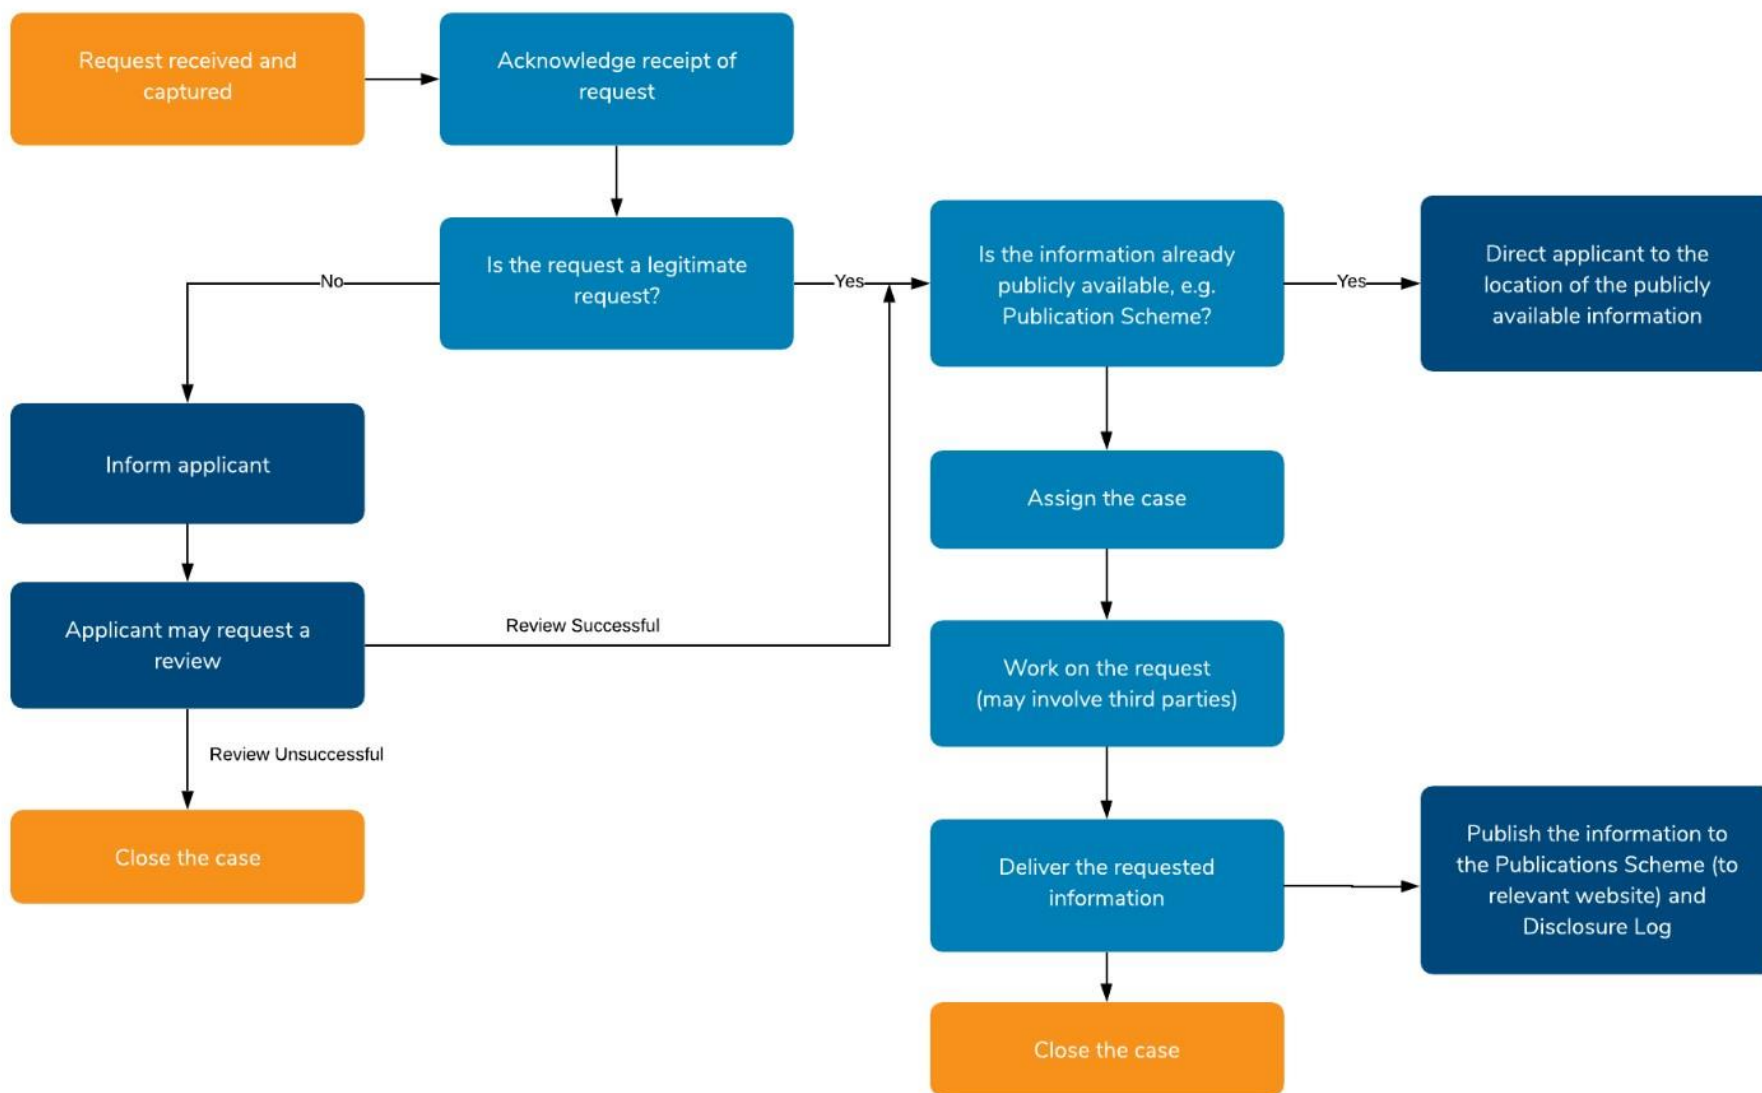 Request received and
captured
Acknowledge receipt of
request
Is the request a legitimate
request?
No
Yes
Is the information already
publicly available, e.g.
Publication Scheme?
Yes
Direct applicant to the
location of the publicly
available information
Inform applicant
Assign the case
Applicant may request a
review
Review Successful
Review Unsuccessful
Work on the request
(may involve third parties)
Close the case
Deliver the requested
information
Publish the information to
the Publications Scheme (to
relevant website) and
Disclosure Log
Close the case